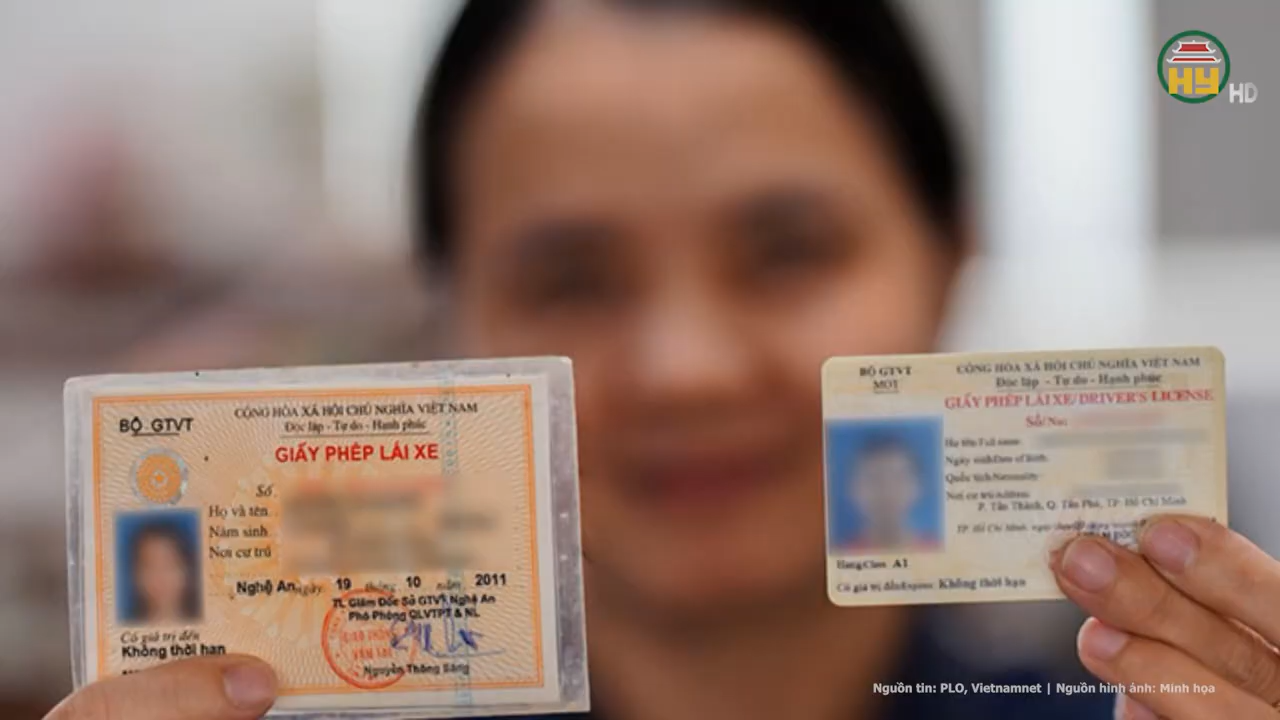 HY
HD
BỘ GTVT
CỘNG HÒA XÃ HỘI CHỦ NGHĨA VIỆT NAM
Độc lập - Tự do - Hạnh phúc
GIẤY PHÉP LÁI XE
Số
Họ và tên
Năm sinh
Nơi cư trú
Nghệ An, ngày 19 tháng 10 năm 2011
TL Giám Đốc Sở GTVT Nghệ An
Phó Phòng QLVTPT & NL
Nguyễn Thông
Có giá trị đến
Không thời hạn
BỘ GTVT
MOT
CỘNG HÒA XÃ HỘI CHỦ NGHĨA VIỆT NAM
Độc lập - Tự do - Hạnh phúc
GIẤY PHÉP LÁI XE/DRIVER'S LICENSE
Số/No:
Họ tên/Full name:
Ngày sinh/Date of birth:
Quốc tịch/Nationality:
Nơi cư trú/Address:
P. Tân Thành, Q. Tân Phú, TP. Hồ Chí Minh
TP. Hồ Chí Minh, ngày
Hạng/Class A1
Có giá trị đến/Expires: Không thời hạn
Nguồn tin: PLO, Vietnamnet | Nguồn hình ảnh: Minh họa